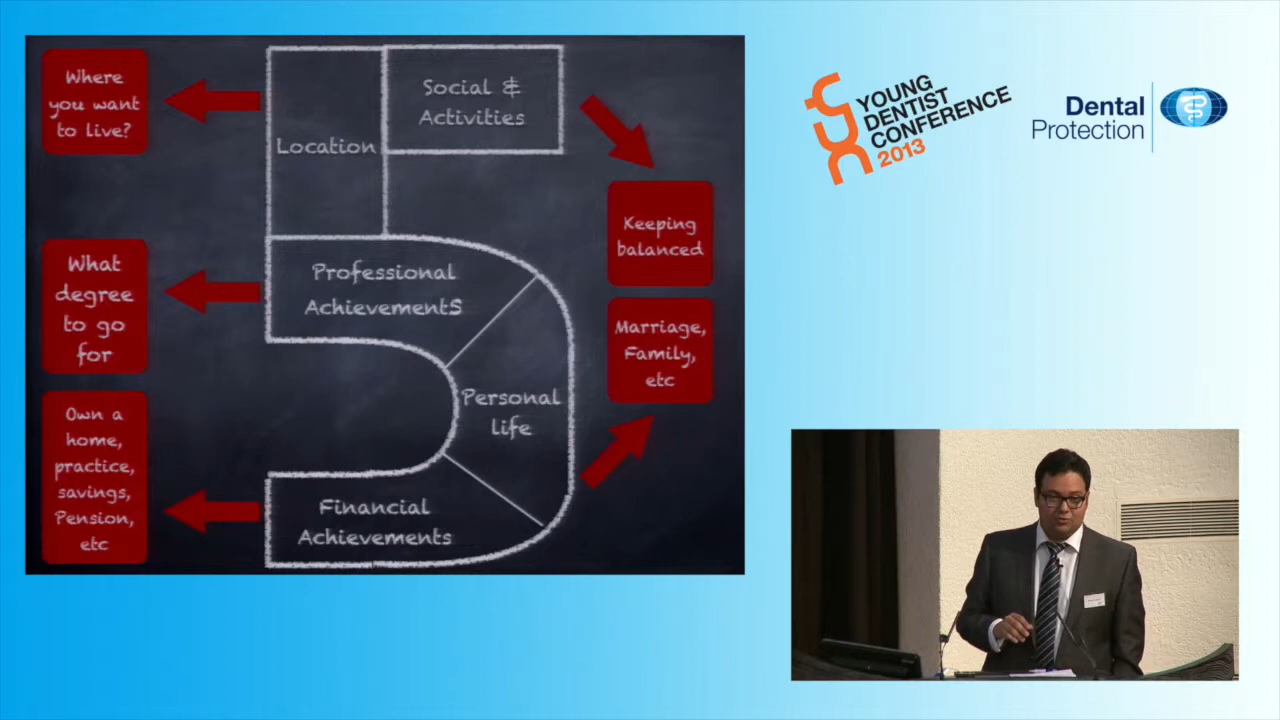 Where
you want
to live?
Location
Social &
Activities
Keeping
balanced
What
degree
to go
for
Professional
Achievements
Marriage,
Family,
etc
Personal
life
Own a
home,
practice,
savings,
Pension,
etc
Financial
Achievements
YOUNG
DENTIST
CONFERENCE
2013
Dental
Protection